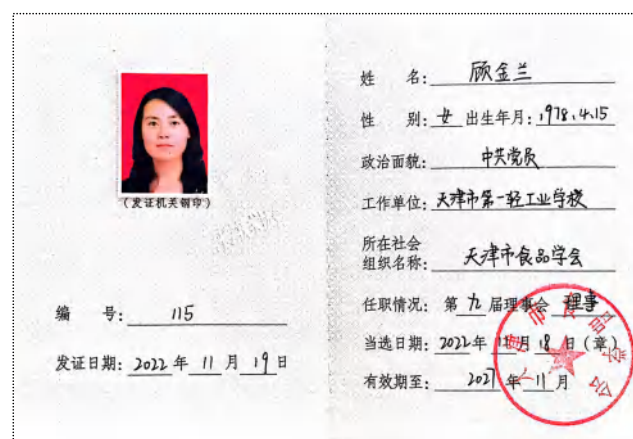 (发证机关钢印)
编 号: 115
发证日期: 2022 年 11 月 19 日
姓 名: 顾金兰
性 别: 女 出生年月: 1978.4.15
政治面貌: 中共党员
工作单位: 天津市第一轻工业学校
所在社会
组织名称: 天津市食品学会
任职情况: 第 九 届理事会 理事
当选日期: 2022 年 11 月 18 日 (章)
有效期至: 2027 年 11 月